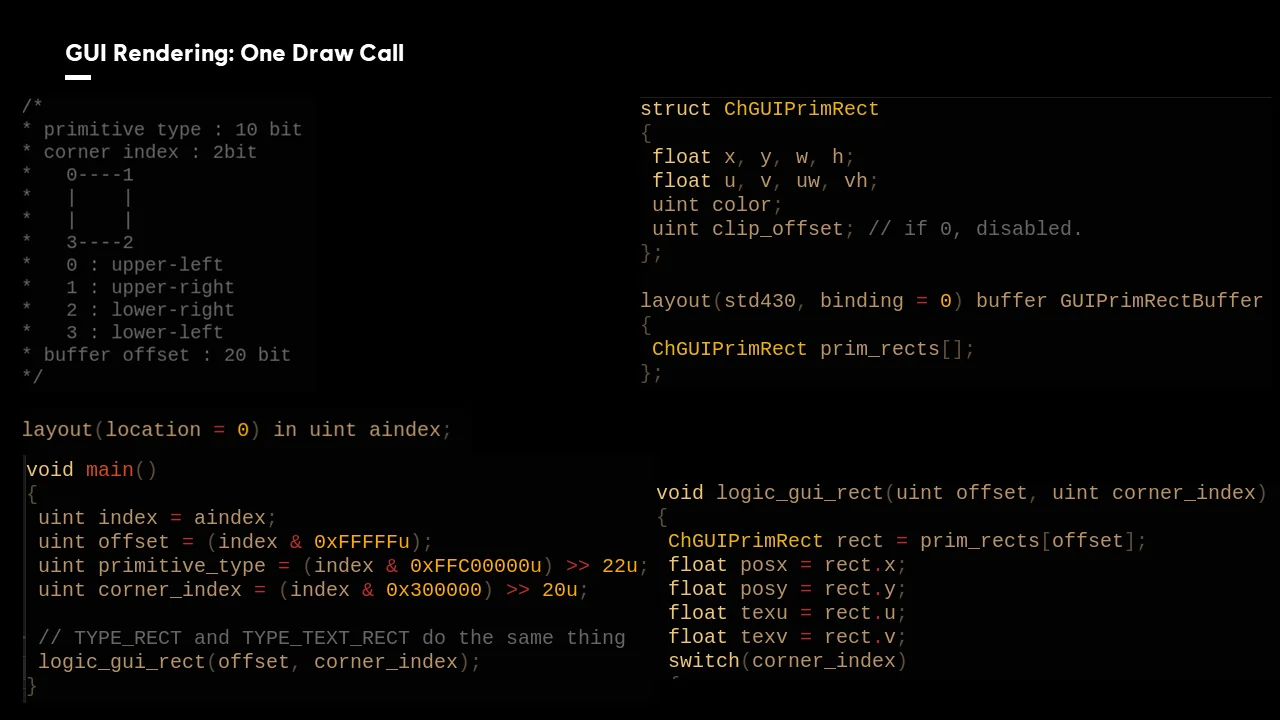 GUI Rendering: One Draw Call
/*
* primitive type : 10 bit
* corner index : 2bit
*   0----1
*   |    |
*   |    |
*   3----2
*   0 : upper-left
*   1 : upper-right
*   2 : lower-right
*   3 : lower-left
* buffer offset : 20 bit
*/
layout(location = 0) in uint aindex;
void main()
{
 uint index = aindex;
 uint offset = (index & 0xFFFFFu);
 uint primitive_type = (index & 0xFFC00000u) >> 22u;
 uint corner_index = (index & 0x300000) >> 20u;
 // TYPE_RECT and TYPE_TEXT_RECT do the same thing
 logic_gui_rect(offset, corner_index);
}
struct ChGUIPrimRect
{
 float x, y, w, h;
 float u, v, uw, vh;
 uint color;
 uint clip_offset; // if 0, disabled.
};
layout(std430, binding = 0) buffer GUIPrimRectBuffer
{
 ChGUIPrimRect prim_rects[];
};
void logic_gui_rect(uint offset, uint corner_index)
{
 ChGUIPrimRect rect = prim_rects[offset];
 float posx = rect.x;
 float posy = rect.y;
 float texu = rect.u;
 float texv = rect.v;
 switch(corner_index)
 {